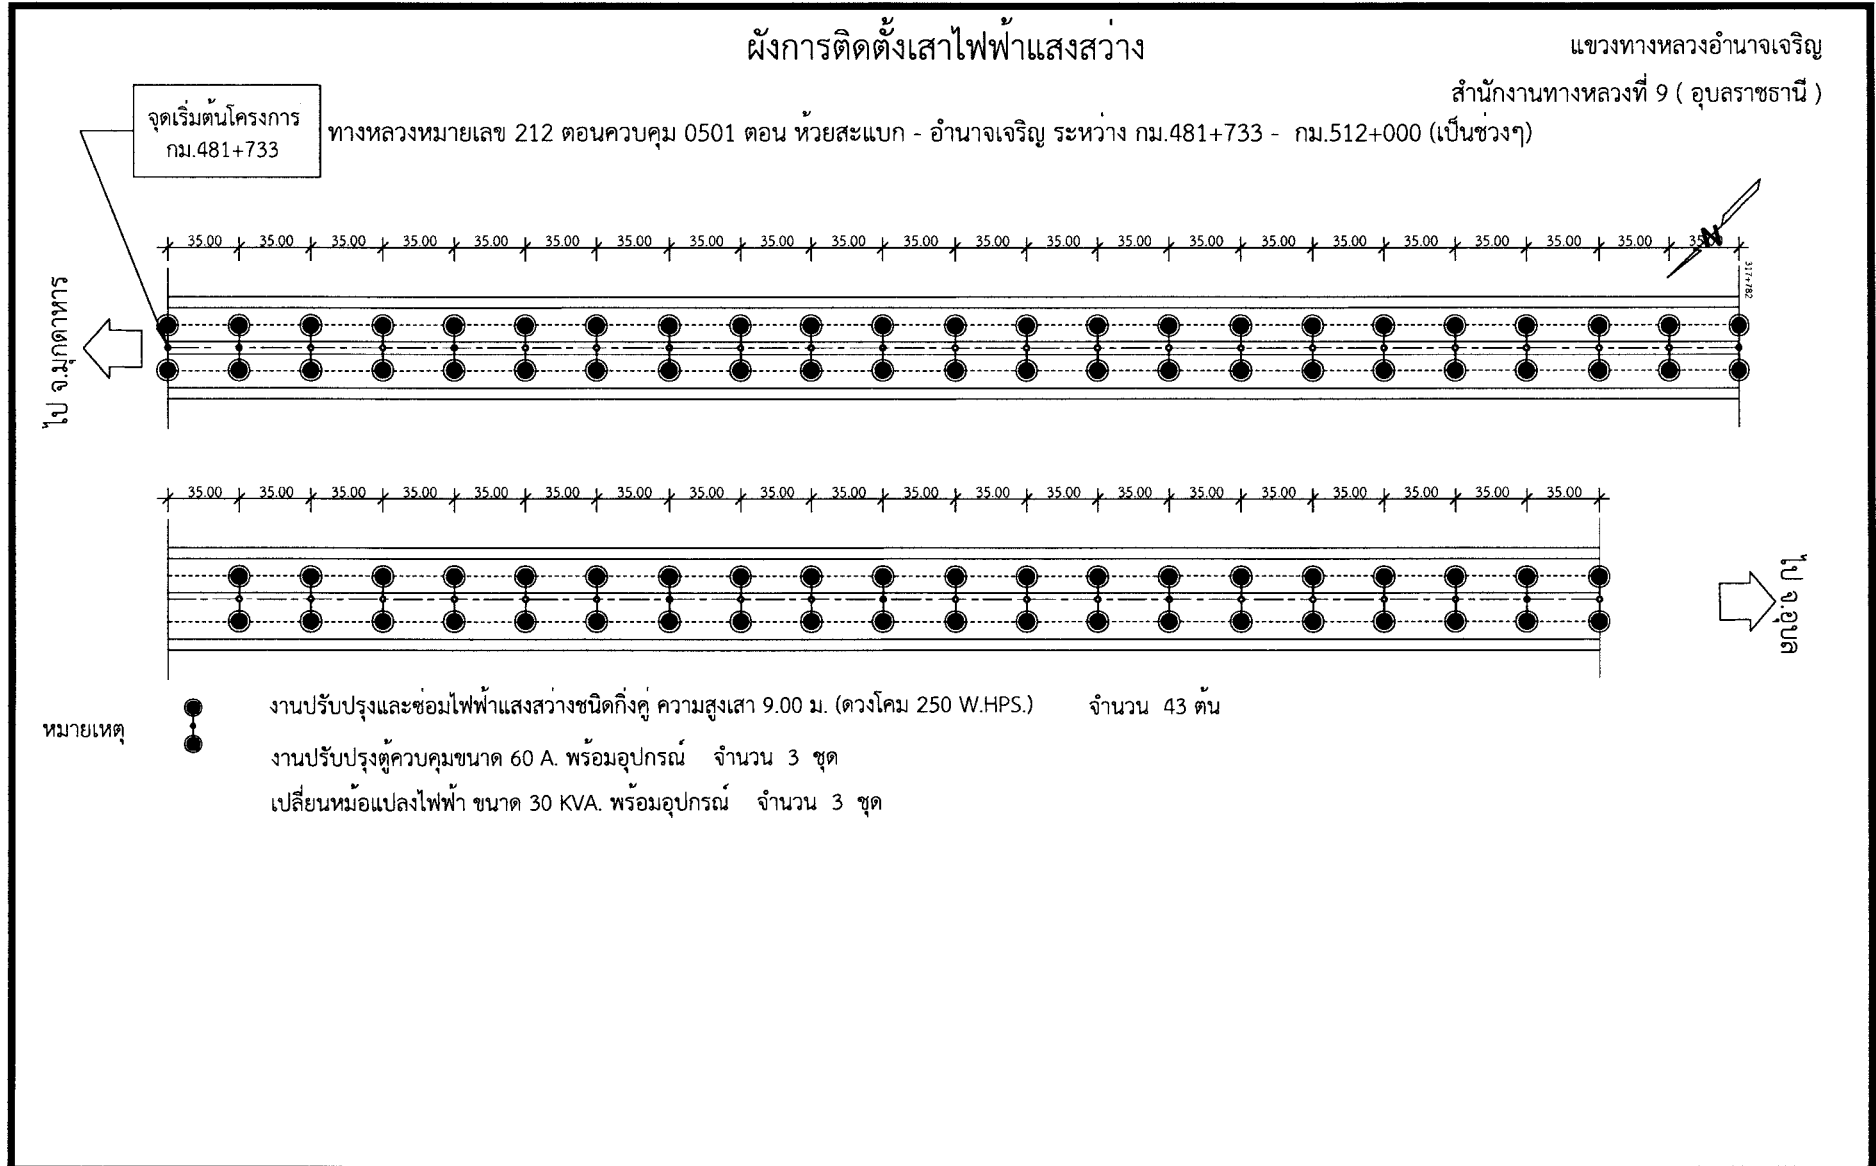 ผังการติดตั้งเสาไฟฟ้าแสงสว่าง
แขวงทางหลวงอำนาจเจริญ
สำนักงานทางหลวงที่ 9 ( อุบลราชธานี )
จุดเริ่มต้นโครงการ
กม.481+733
ทางหลวงหมายเลข 212 ตอนควบคุม 0501 ตอน ห้วยสะแบก - อำนาจเจริญ ระหว่าง กม.481+733 - กม.512+000 (เป็นช่วงๆ)
35.00 35.00 35.00 35.00 35.00 35.00 35.00 35.00 35.00 35.00 35.00 35.00 35.00 35.00 35.00 35.00 35.00 35.00 35.00 35.00 35.00
N
317+782
ไป จ.มุกดาหาร
35.00 35.00 35.00 35.00 35.00 35.00 35.00 35.00 35.00 35.00 35.00 35.00 35.00 35.00 35.00 35.00 35.00 35.00 35.00 35.00
ไป จ.อุบล
หมายเหตุ
งานปรับปรุงและซ่อมไฟฟ้าแสงสว่างชนิดกิ่งคู่ ความสูงเสา 9.00 ม. (ดวงโคม 250 W.HPS.) จำนวน 43 ต้น
งานปรับปรุงตู้ควบคุมขนาด 60 A. พร้อมอุปกรณ์ จำนวน 3 ชุด
เปลี่ยนหม้อแปลงไฟฟ้า ขนาด 30 KVA. พร้อมอุปกรณ์ จำนวน 3 ชุด